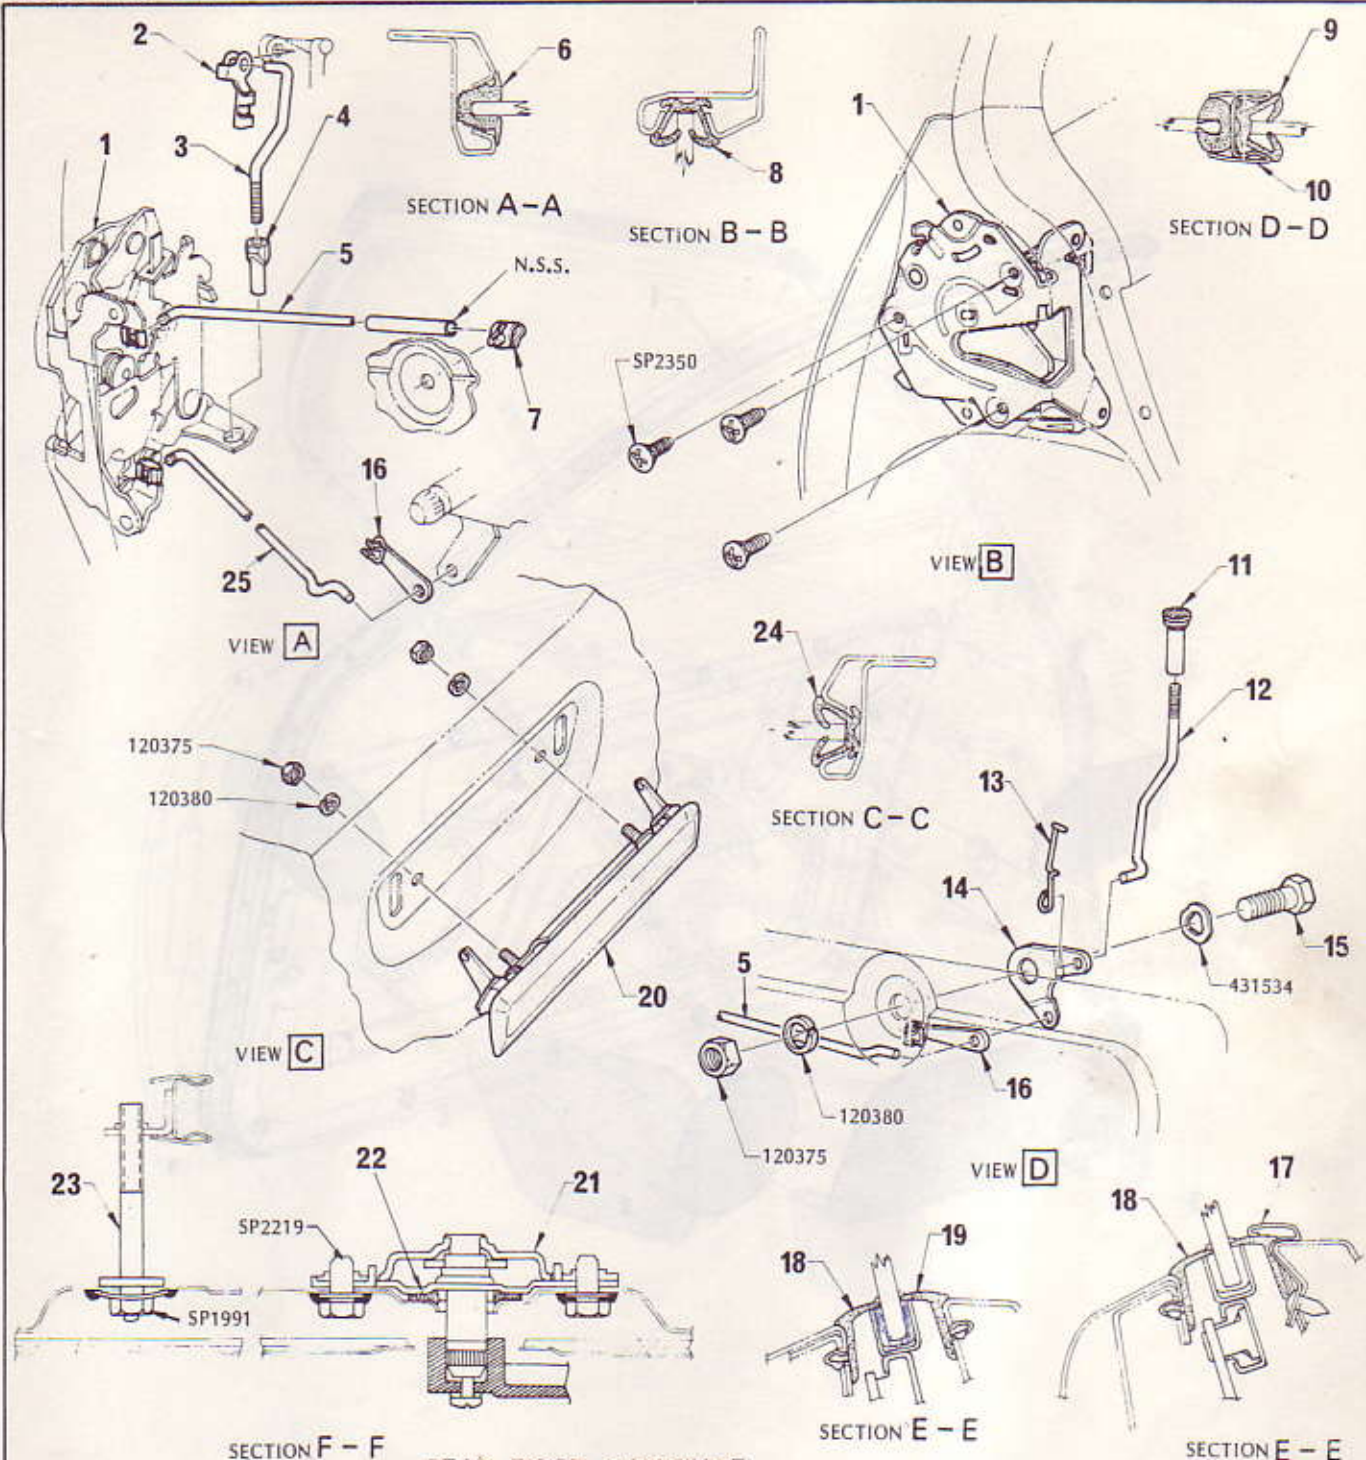 2
6
9
1
4
1
3
8
10
SECTION A-A
SECTION B - B
SECTION D - D
5
N.S.S.
SP2350
7
16
25
VIEW B
11
VIEW A
24
12
120375
120380
13
SECTION C - C
14
15
5
431534
20
VIEW C
16
120380
120375
VIEW D
17
23
22
21
18
SP2219
18
19
SP1991
SECTION F - F
SECTION E - E
SECTION E - E